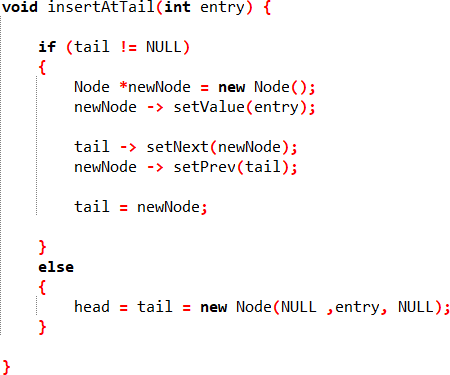 void insertAtTail(int entry) {
if (tail != NULL)
{
Node *newNode = new Node();
newNode -> setValue(entry);
tail -> setNext(newNode);
newNode -> setPrev(tail);
tail = newNode;
}
else
{
head = tail = new Node(NULL ,entry, NULL);
}
}